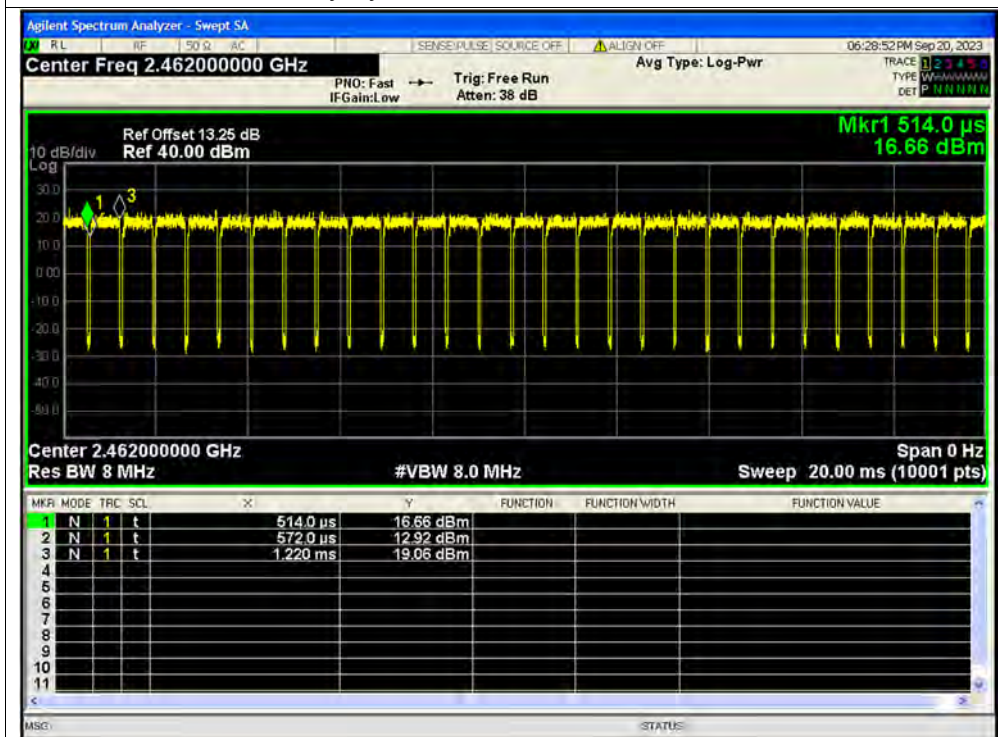 Agilent Spectrum Analyzer - Swept SA
RL RF 50 Ω AC SENSE:PULSE SOURCE OFF ALIGN OFF 06:28:52 PM Sep 20, 2023
Center Freq 2.462000000 GHz
PNO: Fast
IFGain:Low
Trig: Free Run
Atten: 38 dB
Avg Type: Log-Pwr
TRACE 1 2 3 4 5 6
TYPE W
DET P N N N N N
Mkr1 514.0 µs
16.66 dBm
10 dB/div
Log
Ref Offset 13.25 dB
Ref 40.00 dBm
30.0
20.0
10.0
0.00
-10.0
-20.0
-30.0
-40.0
-50.0
1
3
Center 2.462000000 GHz
Span 0 Hz
Res BW 8 MHz
#VBW 8.0 MHz
Sweep 20.00 ms (10001 pts)
MKR MODE TRC SCL X Y FUNCTION FUNCTION WIDTH FUNCTION VALUE
1 N 1 t 514.0 µs 16.66 dBm
2 N 1 t 572.0 µs 12.92 dBm
3 N 1 t 1.220 ms 19.06 dBm
4
5
6
7
8
9
10
11
MSG
STATUS